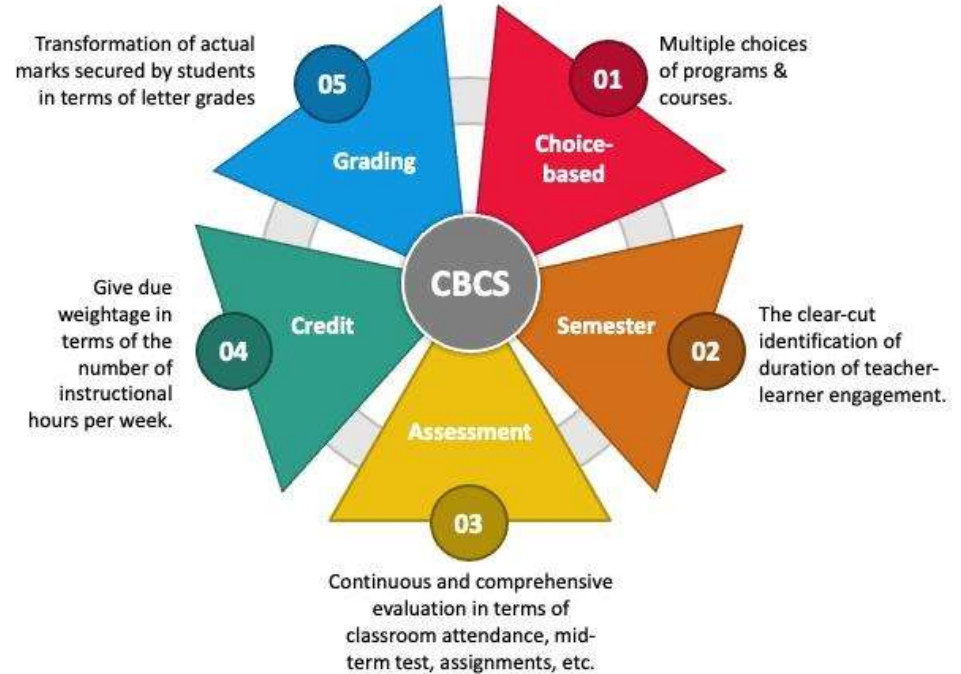 CBCS
01
Choice-
based
Multiple choices
of programs &
courses.
02
Semester
The clear-cut
identification of
duration of teacher-
learner engagement.
03
Assessment
Continuous and comprehensive
evaluation in terms of
classroom attendance, mid-
term test, assignments, etc.
04
Credit
Give due
weightage in
terms of the
number of
instructional
hours per week.
05
Grading
Transformation of actual
marks secured by students
in terms of letter grades